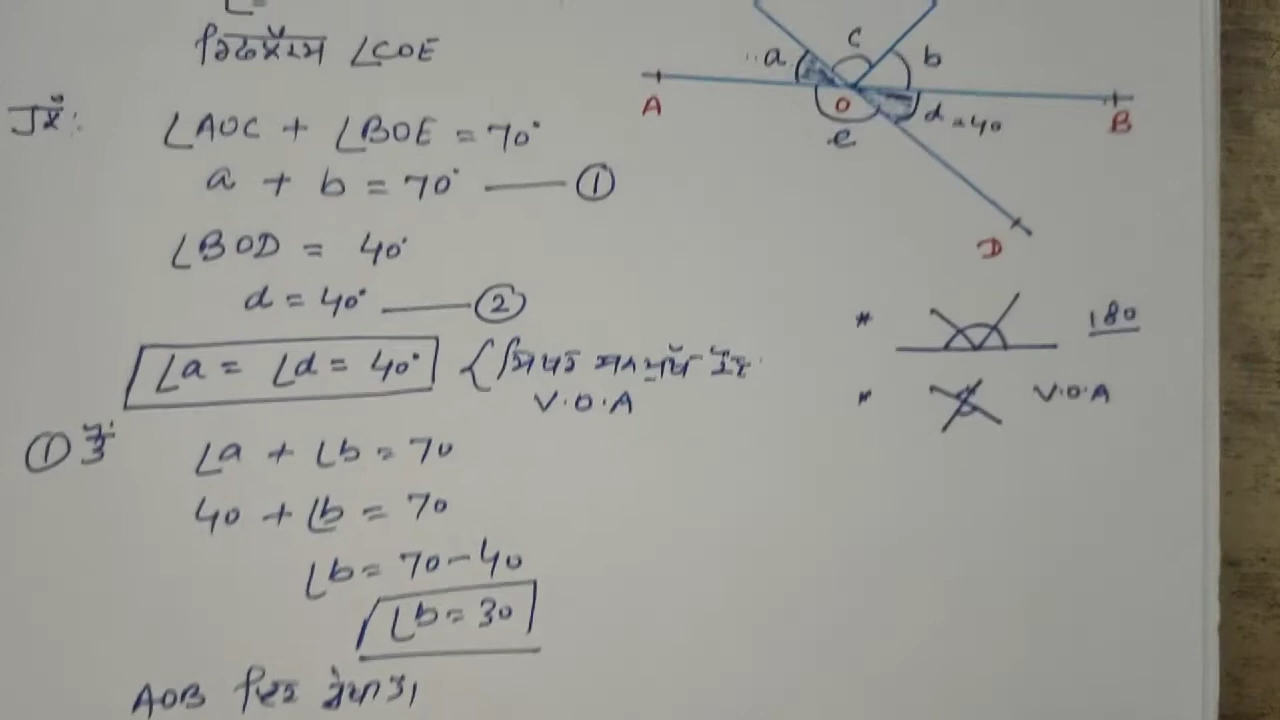 ∠COE
∠AOC + ∠BOE = 70°
a + b = 70° —— ①
∠BOD = 40°
d = 40° —— ②
∠a = ∠d = 40° {
V.O.A
① ਤੋਂ ∠a + ∠b = 70
40 + ∠b = 70
∠b = 70 - 40
∠b = 30
AOB ਇੱਕ ਰੇਖਾ ਹੈ।
a c b
A O B
e d = 40
D
* 180
* V.O.A